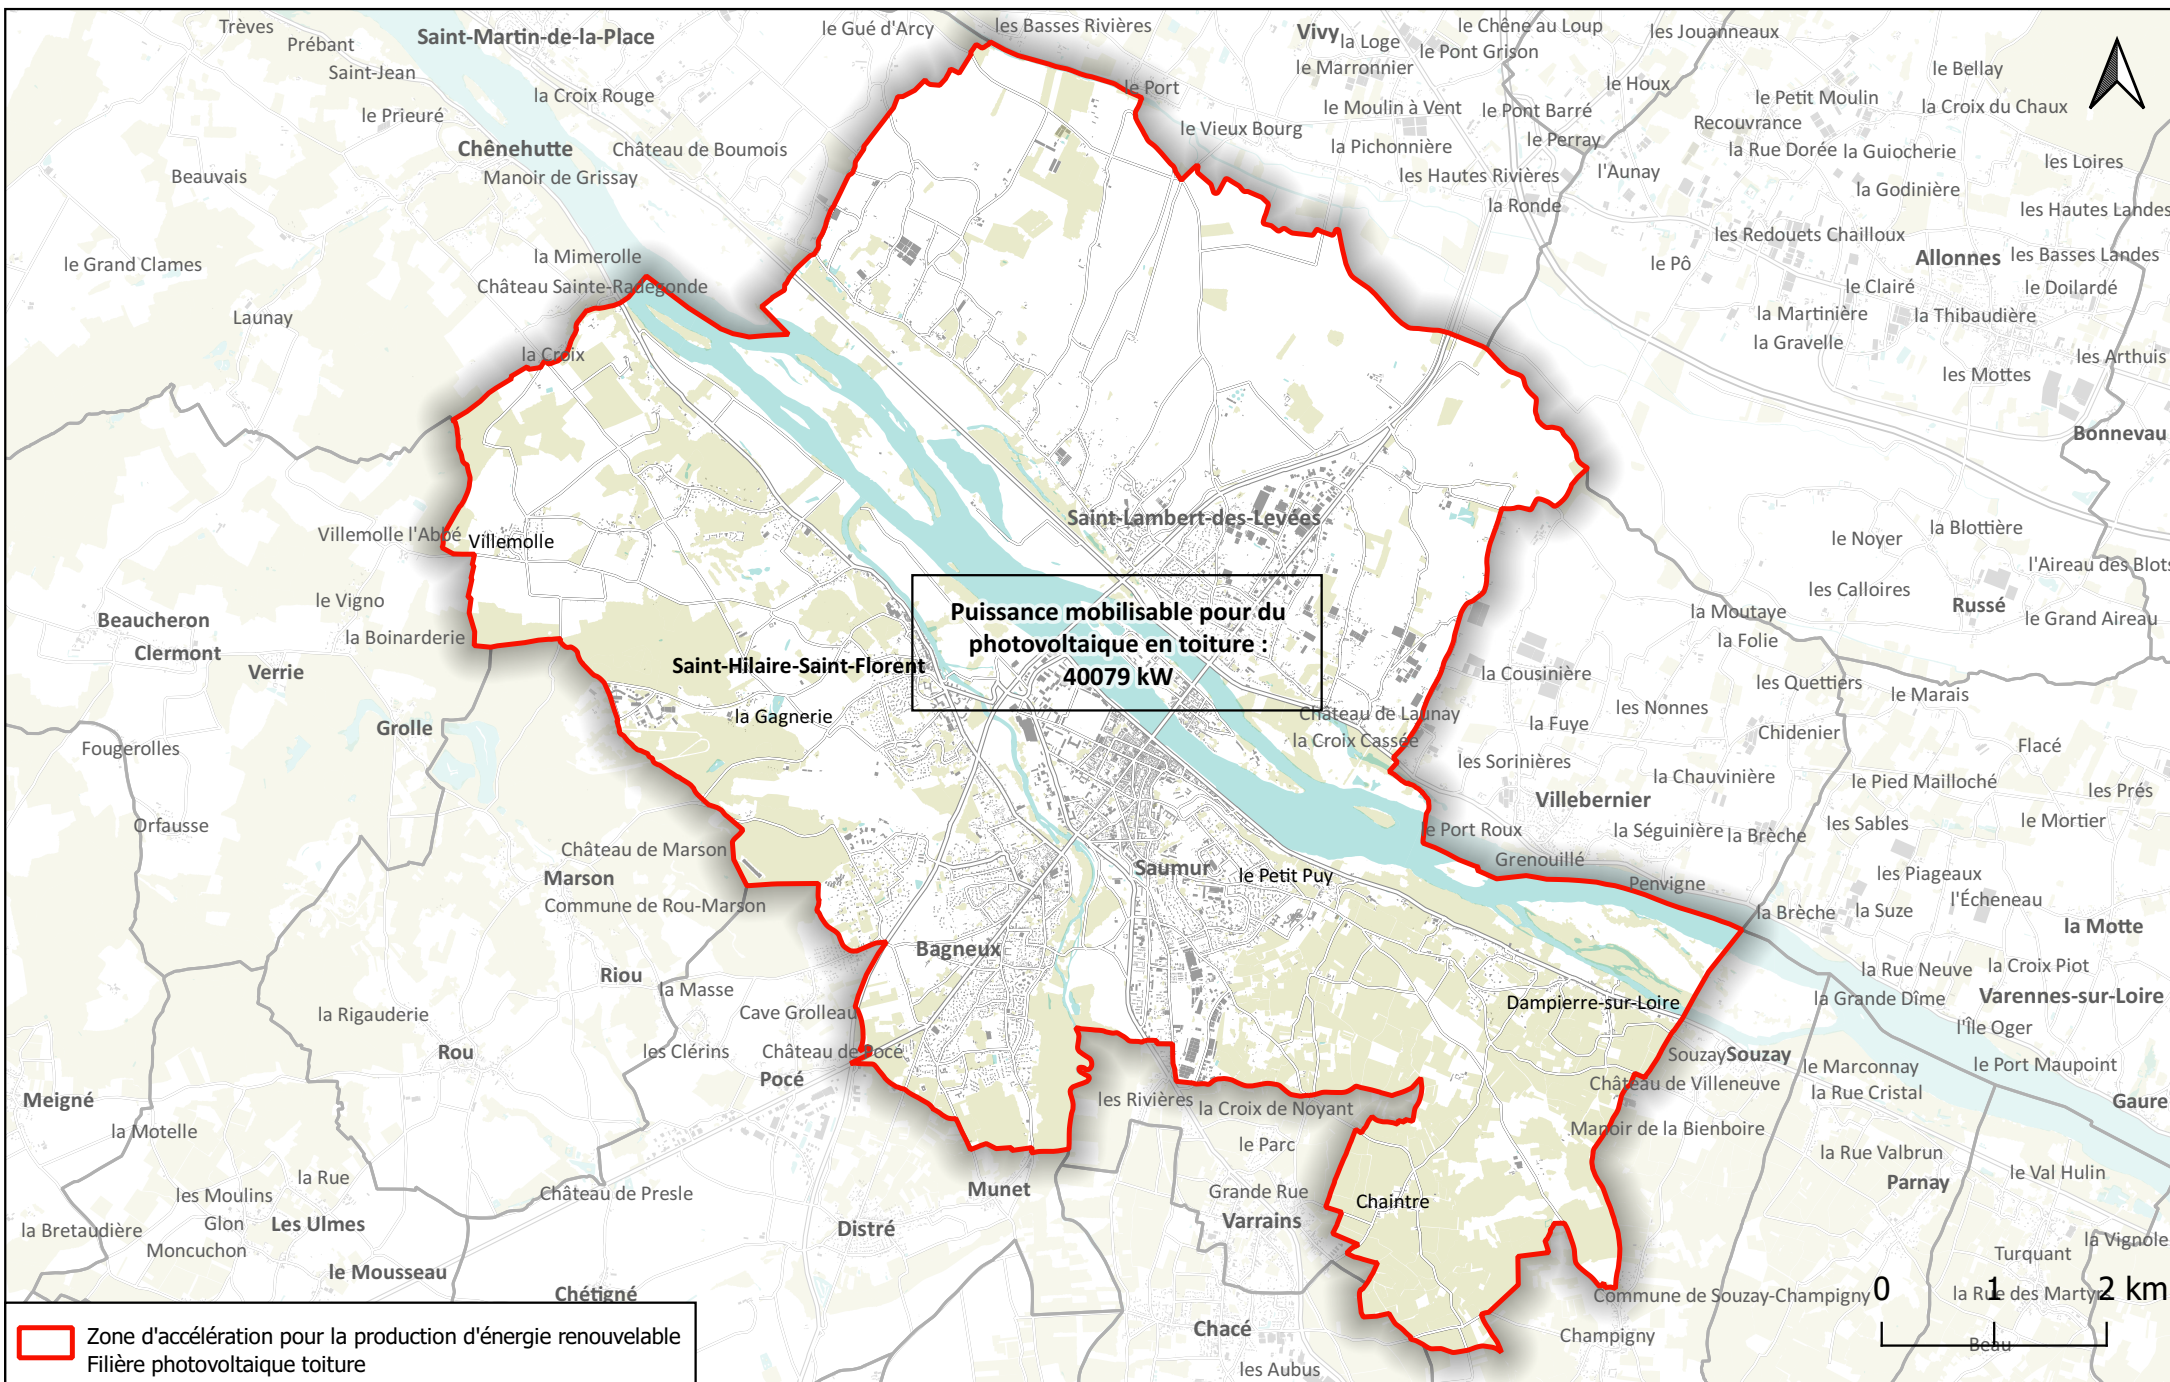 Trèves
Prébant
Saint-Jean
le Prieuré
Saint-Martin-de-la-Place
la Croix Rouge
le Gué d'Arcy
les Basses Rivières
le Port
Vivy
la Loge
le Marronnier
le Chêne au Loup
le Pont Grison
les Jouanneaux
le Houx
le Bellay
le Petit Moulin
la Croix du Chaux
le Moulin à Vent
le Pont Barré
Recouvrance
le Vieux Bourg
la Pichonnière
le Perray
la Rue Dorée
la Guiocherie
les Loires
Chênehutte
Château de Boumois
Manoir de Grissay
Beauvais
les Hautes Rivières
l'Aunay
la Godinière
la Ronde
les Hautes Landes
les Redouets
Chailloux
Allonnes
les Basses Landes
le Pô
le Clairé
le Doilardé
la Martinière
la Thibaudière
la Gravelle
les Arthuis
les Mottes
Bonnevau
la Mimerolle
Château Sainte-Radegonde
le Grand Clames
Launay
la Croix
Villemolle l'Abbé
Villemolle
le Vigno
la Boinarderie
Beaucheron
Clermont
Verrie
Grolle
Fougerolles
Orfausse
Saint-Lambert-des-Levées
Puissance mobilisable pour du
photovoltaique en toiture :
40079 kW
Saint-Hilaire-Saint-Florent
la Gagnerie
Château de Launay
la Croix Cassée
la Blottière
le Noyer
l'Aireau des Blots
les Calloires
Russé
le Grand Aireau
la Moutaye
la Folie
la Cousinière
les Quettiers
le Marais
les Nonnes
la Fuye
Chidenier
Flacé
les Sorinières
la Chauvinière
le Pied Mailloché
les Prés
Villebernier
le Port Roux
la Séguinière
la Brèche
les Sables
le Mortier
Grenouillé
Penvigne
les Piageaux
l'Écheneau
la Brèche
la Suze
la Motte
Château de Marson
Marson
Commune de Rou-Marson
Saumur
le Petit Puy
Bagneux
Riou
la Masse
Cave Grolleau
la Rigauderie
Rou
les Clérins
Château de Pocé
Pocé
Dampierre-sur-Loire
la Rue Neuve
la Croix Piot
la Grande Dîme
Varennes-sur-Loire
l'Île Oger
Souzay
Souzay
le Marconnay
le Port Maupoint
Château de Villeneuve
la Rue Cristal
Gaure
Meigné
la Motelle
les Rivières
la Croix de Noyant
Manoir de la Bienboire
le Parc
la Rue Valbrun
le Val Hulin
Parnay
la Rue
les Moulins
Glon
Les Ulmes
la Bretaudière
Moncuchon
le Mousseau
Château de Presle
Munet
Distré
Grande Rue
Varrains
Chaintre
Turquant
la Vignole
Chétigné
Commune de Souzay-Champigny
la Rue des Martyrs
Chacé
Champigny
les Aubus
Beau
0 1 2 km
Zone d'accélération pour la production d'énergie renouvelable
Filière photovoltaique toiture